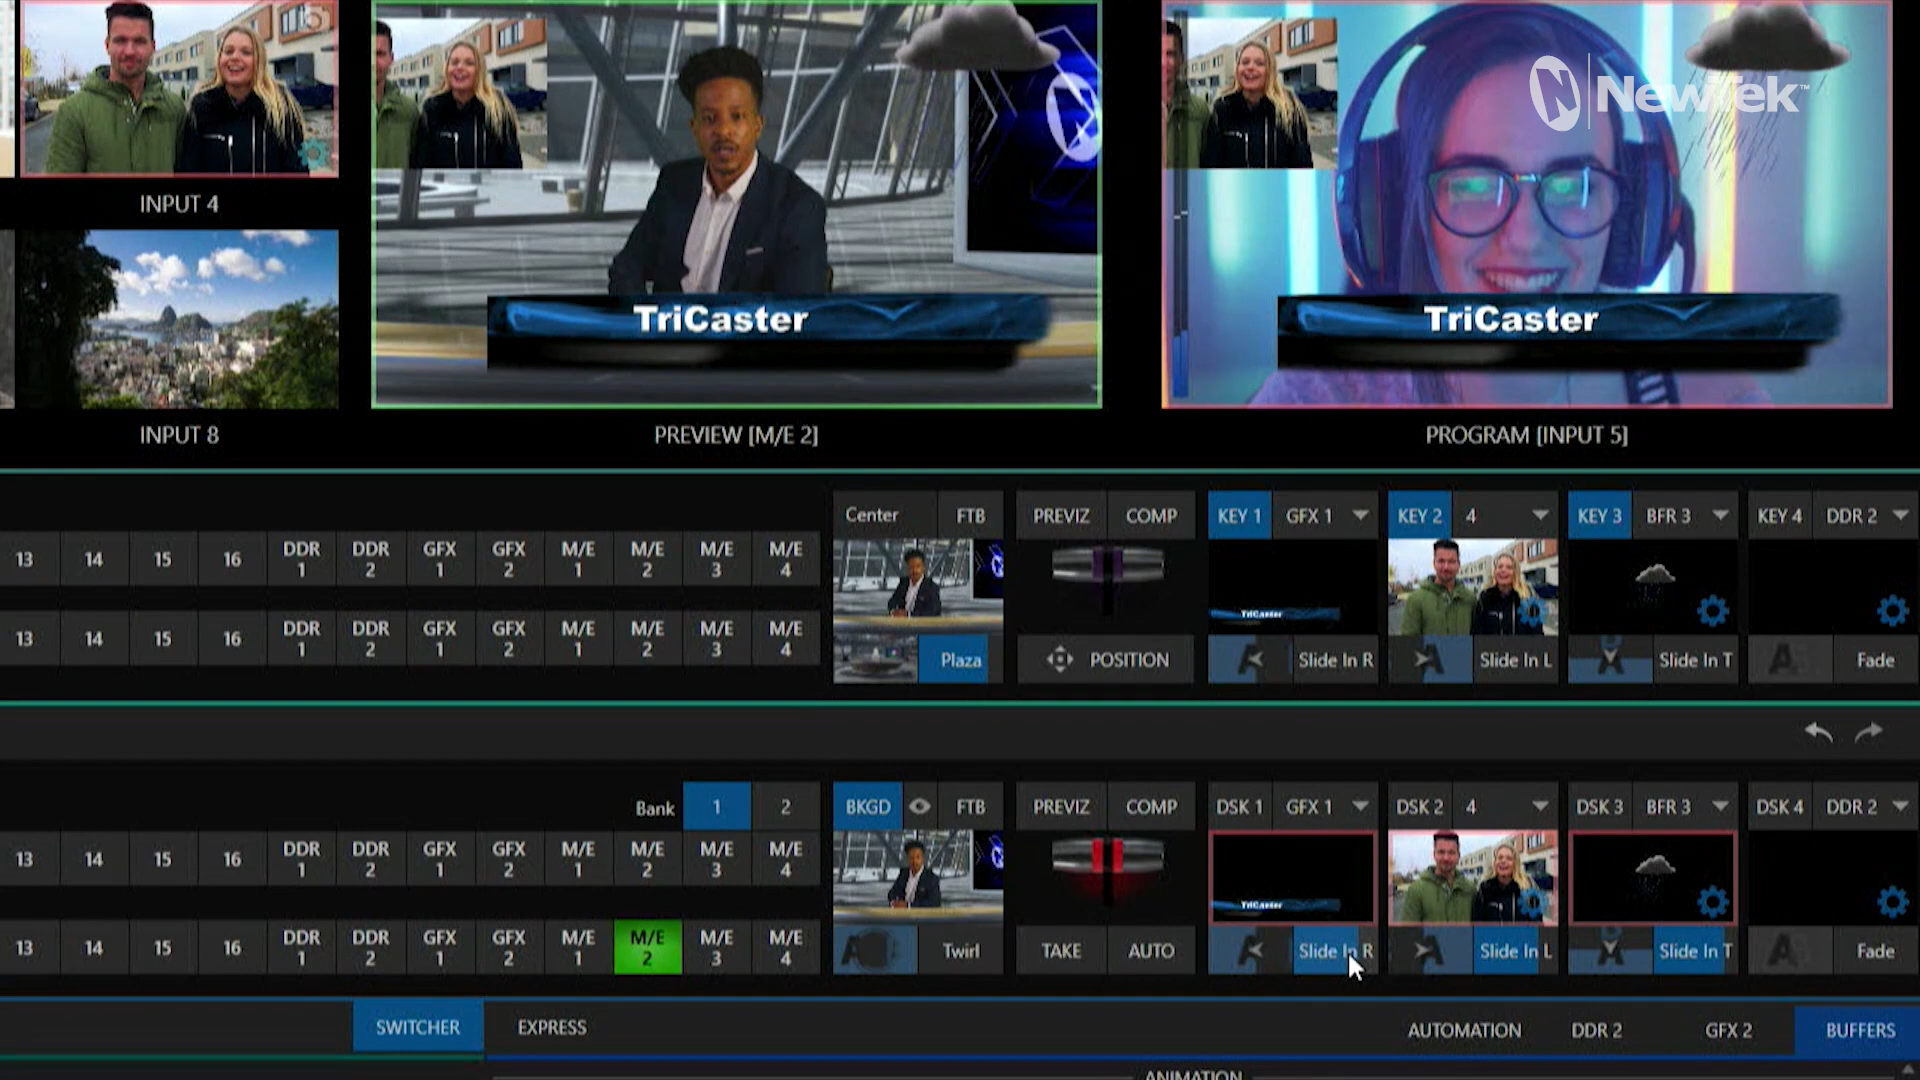 NewTek™
TriCaster
TriCaster
INPUT 4
INPUT 8
PREVIEW [M/E 2]
PROGRAM [INPUT 5]
Center FTB PREVIZ COMP KEY 1 GFX 1 KEY 2 4 KEY 3 BFR 3 KEY 4 DDR 2
13 14 15 16 DDR 1 DDR 2 GFX 1 GFX 2 M/E 1 M/E 2 M/E 3 M/E 4
TriCaster
13 14 15 16 DDR 1 DDR 2 GFX 1 GFX 2 M/E 1 M/E 2 M/E 3 M/E 4
Plaza POSITION Slide In R Slide In L Slide In T Fade
Bank 1 2 BKGD FTB PREVIZ COMP DSK 1 GFX 1 DSK 2 4 DSK 3 BFR 3 DSK 4 DDR 2
13 14 15 16 DDR 1 DDR 2 GFX 1 GFX 2 M/E 1 M/E 2 M/E 3 M/E 4
TriCaster
13 14 15 16 DDR 1 DDR 2 GFX 1 GFX 2 M/E 1 M/E 2 M/E 3 M/E 4
Twirl TAKE AUTO Slide In R Slide In L Slide In T Fade
SWITCHER EXPRESS AUTOMATION DDR 2 GFX 2 BUFFERS
ANIMATION